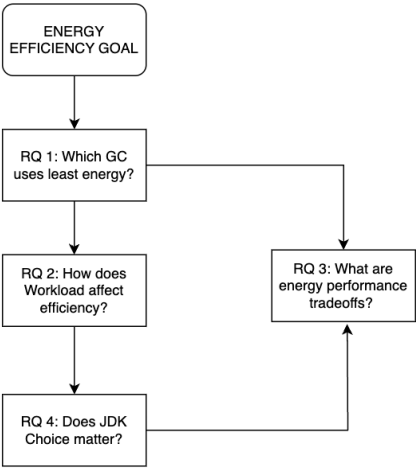 ENERGY
EFFICIENCY GOAL
RQ 1: Which GC
uses least energy?
RQ 2: How does
Workload affect
efficiency?
RQ 3: What are
energy performance
tradeoffs?
RQ 4: Does JDK
Choice matter?